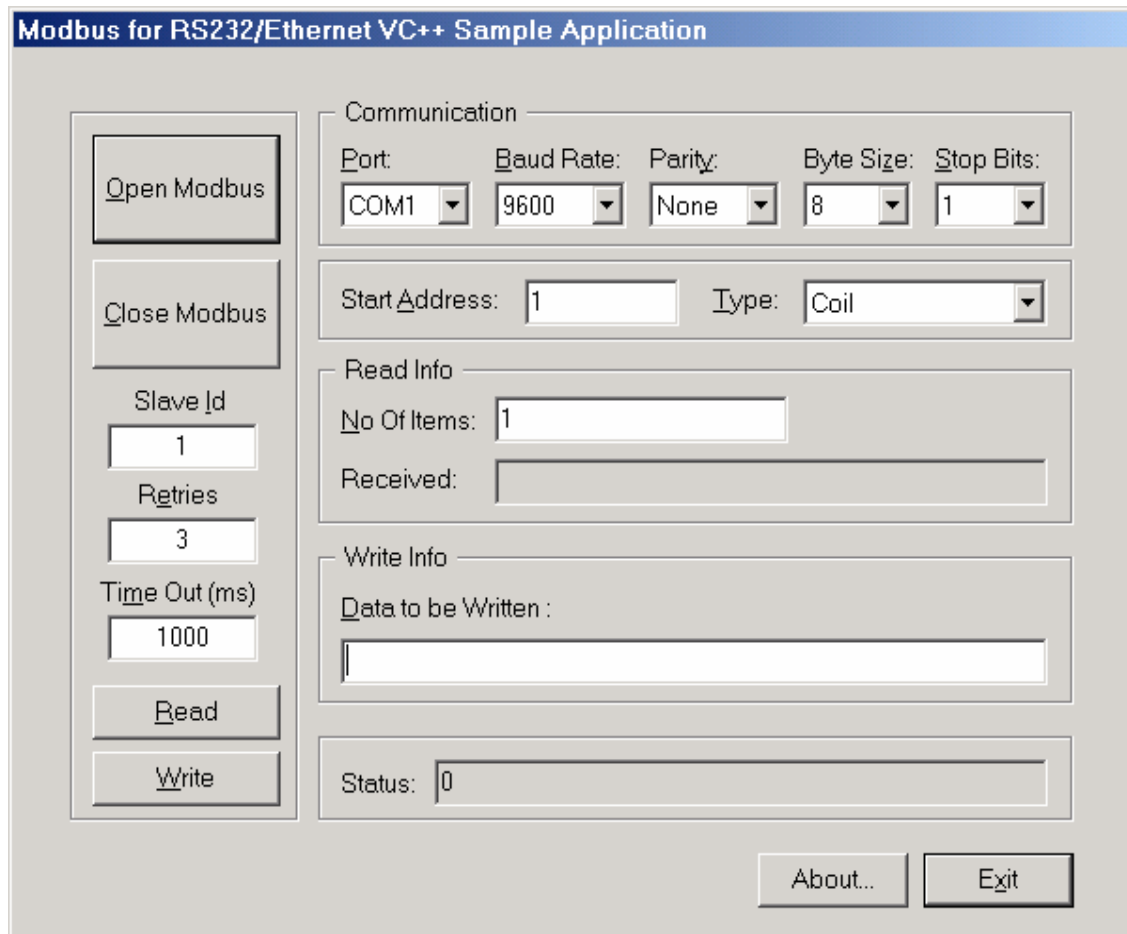 Modbus for RS232/Ethernet VC++ Sample Application
Open Modbus
Close Modbus
Slave Id
1
Retries
3
Time Out (ms)
1000
Read
Write
Communication
Port: Baud Rate: Parity: Byte Size: Stop Bits:
COM1 9600 None 8 1
Start Address: 1 Type: Coil
Read Info
No Of Items: 1
Received:
Write Info
Data to be Written :
Status: 0
About... Exit